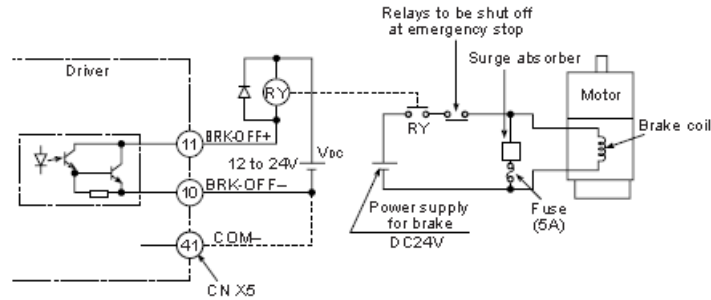 Relays to be shut off
at emergency stop
Surge absorber
Driver
Motor
RY
RY
Brake coil
11
BRK-OFF+
12 to 24V
VDC
10
BRK-OFF−
Power supply
for brake
DC24V
Fuse
(5A)
41
COM−
CN X5